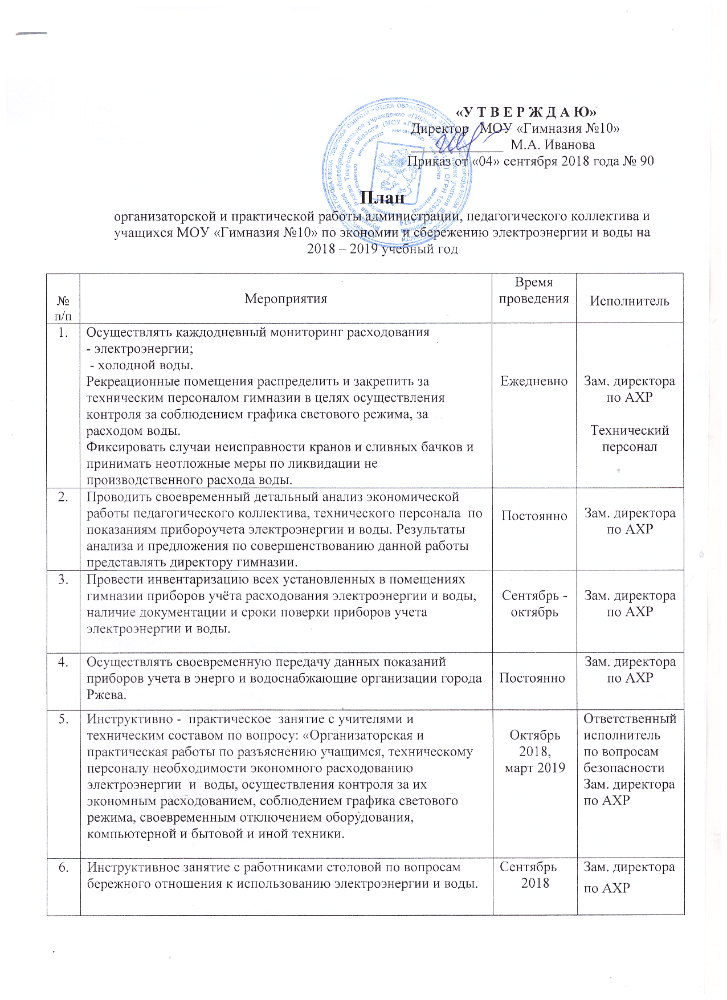 «У Т В Е Р Ж Д А Ю»
Директор МОУ «Гимназия №10»
_____________ М.А. Иванова
Приказ от «04» сентября 2018 года № 90
План
организаторской и практической работы администрации, педагогического коллектива и
учащихся МОУ «Гимназия №10» по экономии и сбережению электроэнергии и воды на
2018 – 2019 учебный год
№
п/п
Мероприятия
Время
проведения
Исполнитель
1.
Осуществлять каждодневный мониторинг расходования
- электроэнергии;
- холодной воды.
Рекреационные помещения распределить и закрепить за
техническим персоналом гимназии в целях осуществления
контроля за соблюдением графика светового режима, за
расходом воды.
Фиксировать случаи неисправности кранов и сливных бачков и
принимать неотложные меры по ликвидации не
производственного расхода воды.
Ежедневно
Зам. директора
по АХР
Технический
персонал
2.
Проводить своевременный детальный анализ экономической
работы педагогического коллектива, технического персонала по
показаниям прибороучета электроэнергии и воды. Результаты
анализа и предложения по совершенствованию данной работы
представлять директору гимназии.
Постоянно
Зам. директора
по АХР
3.
Провести инвентаризацию всех установленных в помещениях
гимназии приборов учёта расходования электроэнергии и воды,
наличие документации и сроки поверки приборов учета
электроэнергии и воды.
Сентябрь -
октябрь
Зам. директора
по АХР
4.
Осуществлять своевременную передачу данных показаний
приборов учета в энерго и водоснабжающие организации города
Ржева.
Постоянно
Зам. директора
по АХР
5.
Инструктивно - практическое занятие с учителями и
техническим составом по вопросу: «Организаторская и
практическая работы по разъяснению учащимся, техническому
персоналу необходимости экономного расходованию
электроэнергии и воды, осуществления контроля за их
экономным расходованием, соблюдением графика светового
режима, своевременным отключением оборудования,
компьютерной и бытовой и иной техники.
Октябрь
2018,
март 2019
Ответственный
исполнитель
по вопросам
безопасности
Зам. директора
по АХР
6.
Инструктивное занятие с работниками столовой по вопросам
бережного отношения к использованию электроэнергии и воды.
Сентябрь
2018
Зам. директора
по АХР